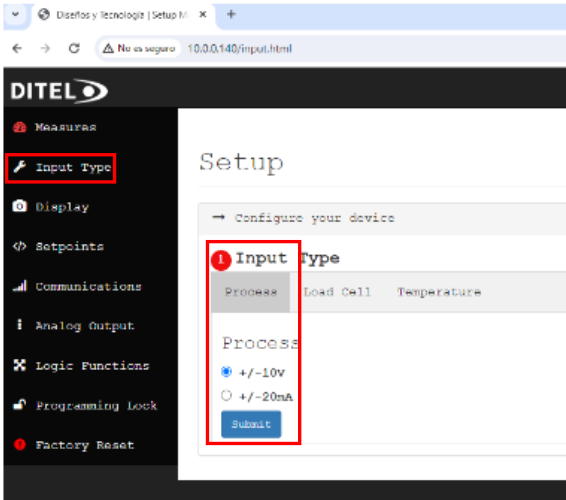 Diseños y Tecnología | Setup M
No es seguro 10.0.0.140/input.html
DITEL
Measures
Input Type
Display
Setpoints
Communications
Analog Output
Logic Functions
Programming Lock
Factory Reset
Setup
→ Configure your device
1 Input Type
Process Load Cell Temperature
Process
+/-10V
+/-20mA
Submit